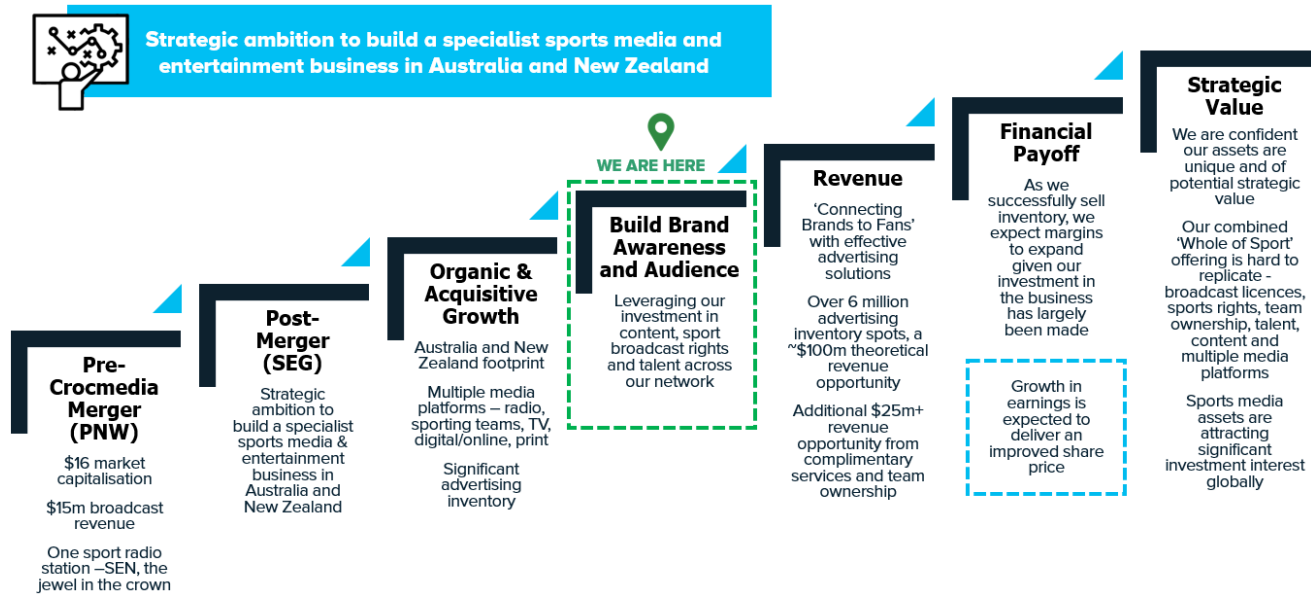 Strategic ambition to build a specialist sports media and
entertainment business in Australia and New Zealand
WE ARE HERE
Pre-
Crocmedia
Merger
(PNW)
$16 market
capitalisation
$15m broadcast
revenue
One sport radio
station –SEN, the
jewel in the crown
Post-
Merger
(SEG)
Strategic
ambition to
build a specialist
sports media &
entertainment
business in
Australia and
New Zealand
Organic &
Acquisitive
Growth
Australia and New
Zealand footprint
Multiple media
platforms – radio,
sporting teams, TV,
digital/online, print
Significant
advertising
inventory
Build Brand
Awareness
and Audience
Leveraging our
investment in
content, sport
broadcast rights
and talent across
our network
Revenue
‘Connecting
Brands to Fans’
with effective
advertising
solutions
Over 6 million
advertising
inventory spots, a
~$100m theoretical
revenue
opportunity
Additional $25m+
revenue
opportunity from
complimentary
services and team
ownership
Financial
Payoff
As we
successfully sell
inventory, we
expect margins
to expand
given our
investment in
the business
has largely
been made
Growth in
earnings is
expected to
deliver an
improved share
price
Strategic
Value
We are confident
our assets are
unique and of
potential strategic
value
Our combined
‘Whole of Sport’
offering is hard to
replicate -
broadcast licences,
sports rights, team
ownership, talent,
content and
multiple media
platforms
Sports media
assets are
attracting
significant
investment interest
globally